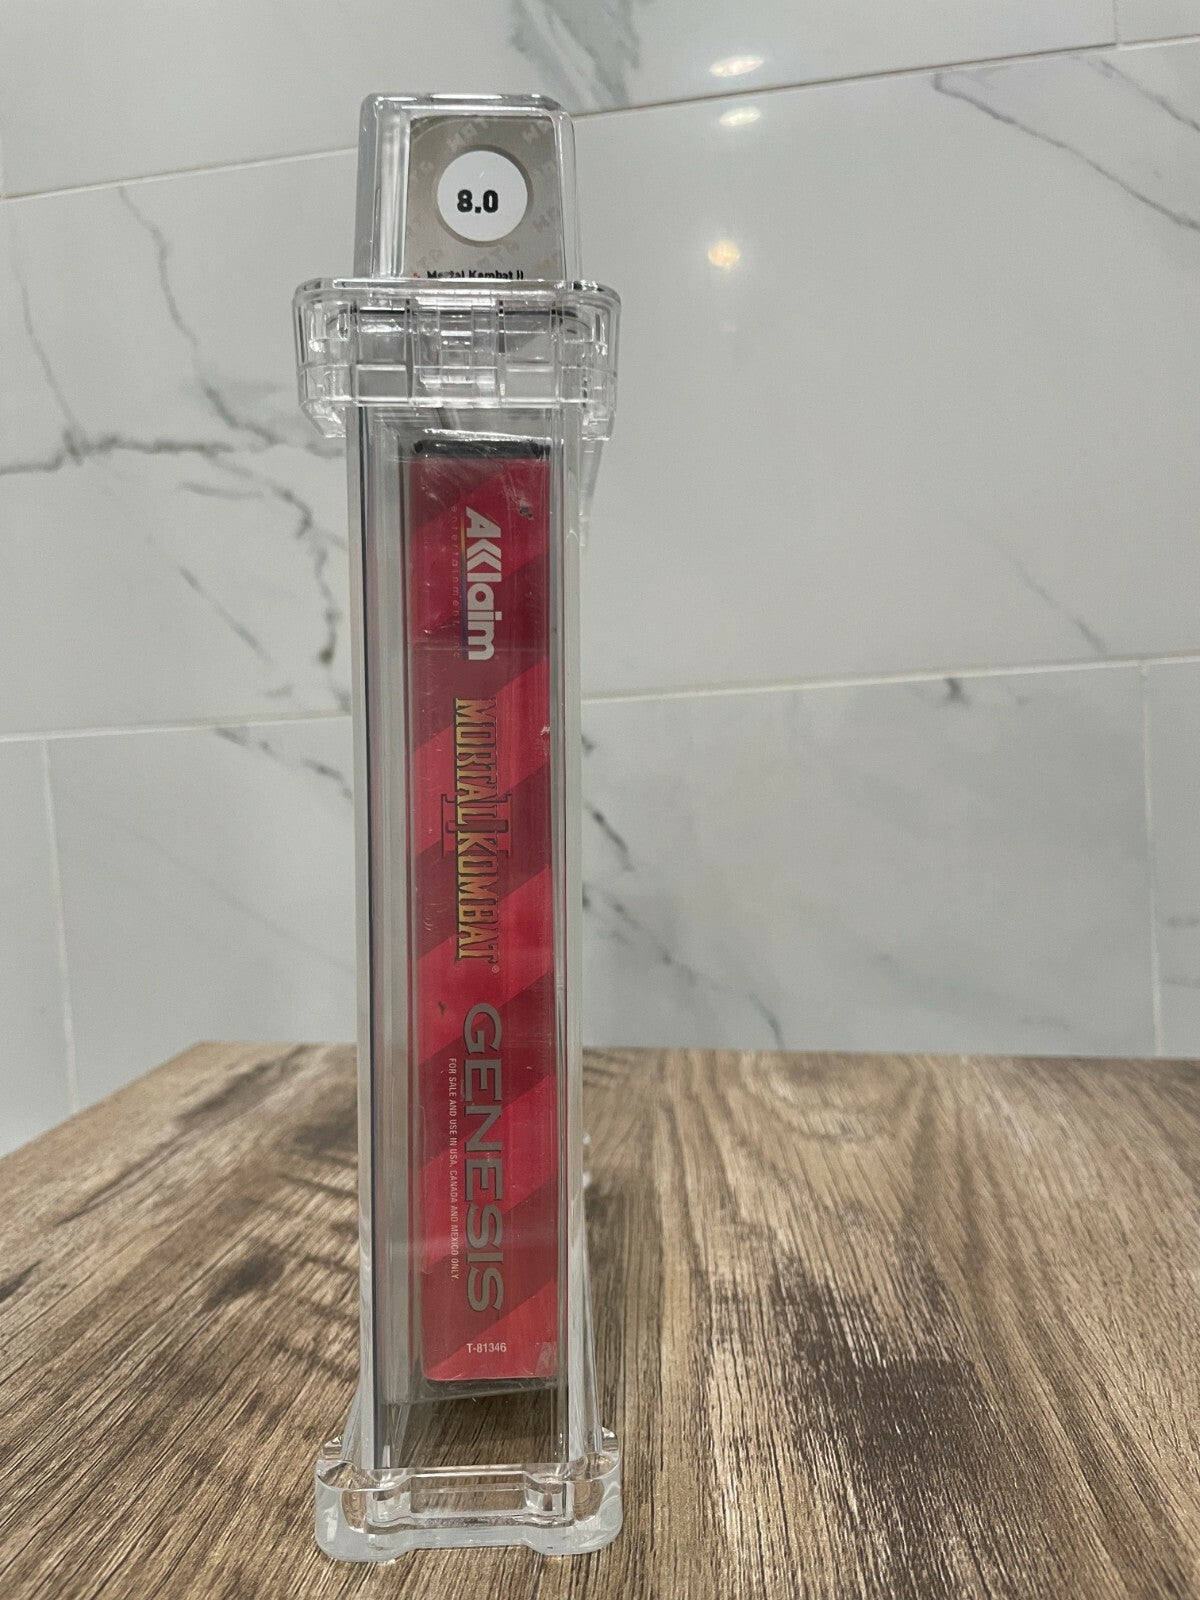 8.0
Mortal Kombat II
Acclaim
entertainment, inc
MORTAL KOMBAT®
II
GENESIS
FOR SALE AND USE IN USA, CANADA AND MEXICO ONLY.
T-81346